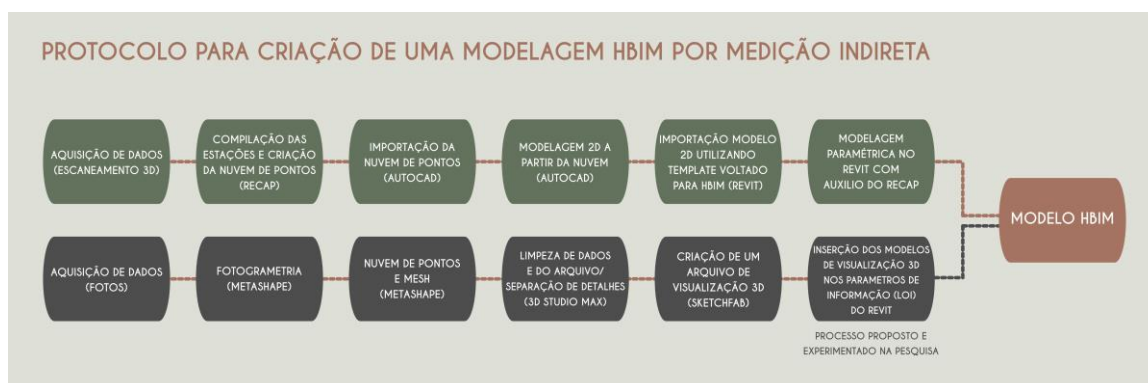 PROTOCOLO PARA CRIAÇÃO DE UMA MODELAGEM HBIM POR MEDIÇÃO INDIRETA
AQUISIÇÃO DE DADOS
(ESCANEAMENTO 3D)
COMPILAÇÃO DAS
ESTAÇÕES E CRIAÇÃO
DA NUVEM DE PONTOS
(RECAP)
IMPORTAÇÃO DA
NUVEM DE PONTOS
(AUTOCAD)
MODELAGEM 2D A
PARTIR DA NUVEM
(AUTOCAD)
IMPORTAÇÃO MODELO
2D UTILIZANDO
TEMPLATE VOLTADO
PARA HBIM (REVIT)
MODELAGEM
PARAMÉTRICA NO
REVIT COM
AUXILIO DO RECAP
MODELO HBIM
AQUISIÇÃO DE DADOS
(FOTOS)
FOTOGRAMETRIA
(METASHAPE)
NUVEM DE PONTOS
E MESH
(METASHAPE)
LIMPEZA DE DADOS
E DO ARQUIVO/
SEPARAÇÃO DE DETALHES
(3D STUDIO MAX)
CRIAÇÃO DE UM
ARQUIVO DE
VISUALIZAÇÃO 3D
(SKETCHFAB)
INSERÇÃO DOS MODELOS
DE VISUALIZAÇÃO 3D
NOS PARAMETROS DE
INFORMAÇÃO (LOI)
DO REVIT
PROCESSO PROPOSTO E
EXPERIMENTADO NA PESQUISA